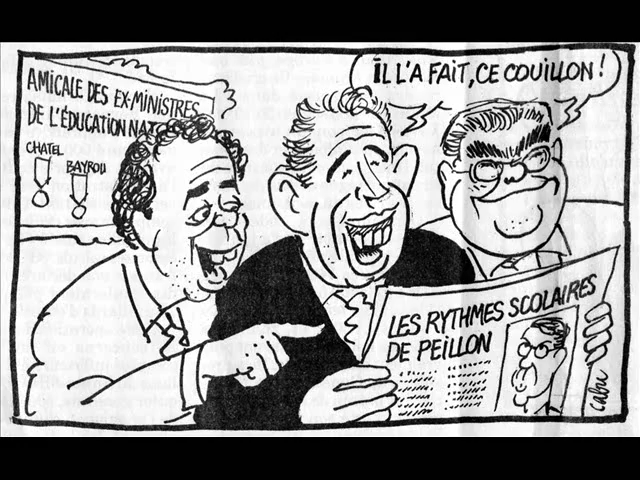 AMICALE DES EX-MINISTRES
DE L'ÉDUCATION NAT
CHATEL
BAYROU
IL L'A FAIT, CE COUILLON !
LES RYTHMES SCOLAIRES
DE PEILLON
Cabu